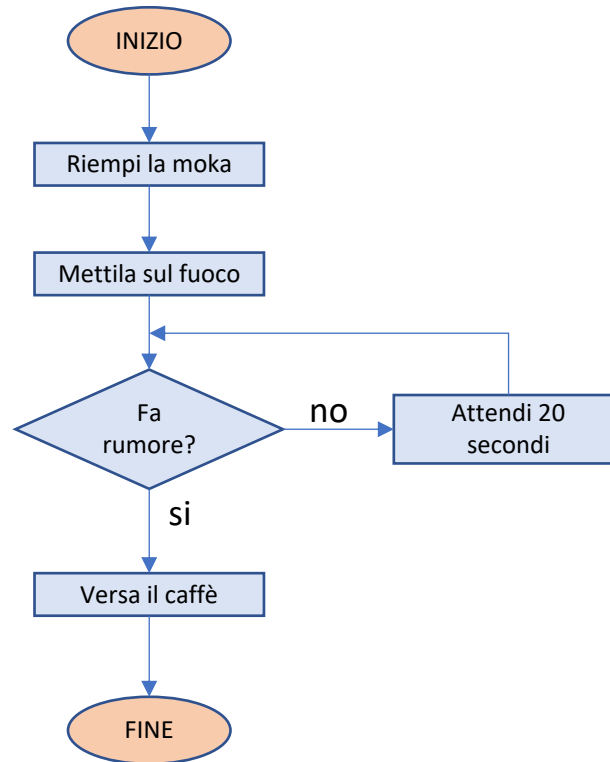 INIZIO
Riempi la moka
Mettila sul fuoco
Fa
rumore?
no
Attendi 20
secondi
si
Versa il caffè
FINE